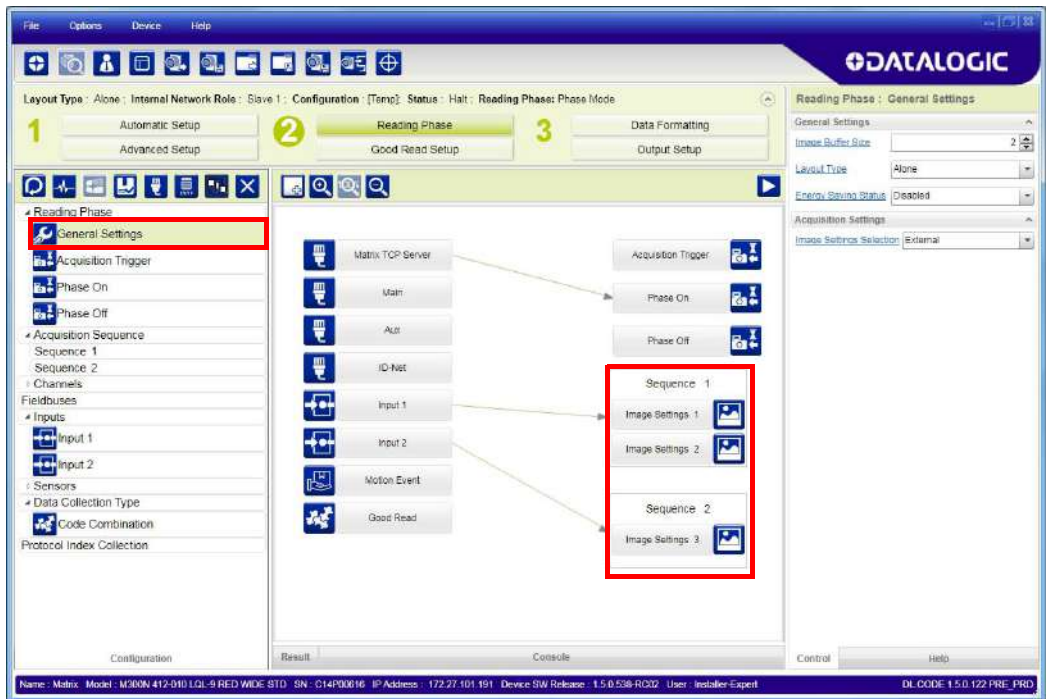 File Options Device Help
DATALOGIC
Layout Type : Alone : Internal Network Role : Slave 1 : Configuration : [Temp]: Status : Halt : Reading Phase: Phase Mode
1 Automatic Setup
Advanced Setup
2 Reading Phase
Good Read Setup
3 Data Formatting
Output Setup
Reading Phase
General Settings
Acquisition Trigger
Phase On
Phase Off
Acquisition Sequence
Sequence 1
Sequence 2
Channels
Fieldbuses
Inputs
Input 1
Input 2
Sensors
Data Collection Type
Code Combination
Protocol Index Collection
Configuration
Matrix TCP Server
Main
Aux
ID-Net
Input 1
Input 2
Motion Event
Good Read
Acquisition Trigger
Phase On
Phase Off
Sequence 1
Image Settings 1
Image Settings 2
Sequence 2
Image Settings 3
Result
Console
Reading Phase : General Settings
General Settings
Image Buffer Size 2
Layout Type Alone
Energy Saving Status Disabled
Acquisition Settings
Image Settings Selection External
Control
Help
Name : Matrix Model : M300N 412-010 LQL-9 RED WIDE STD SN : C14P00616 IP Address : 172.27.101.191 Device SW Release : 1.5.0.538-RC02 User : Installer-Expert
DL.CODE 1.5.0.122 PRE_PRD